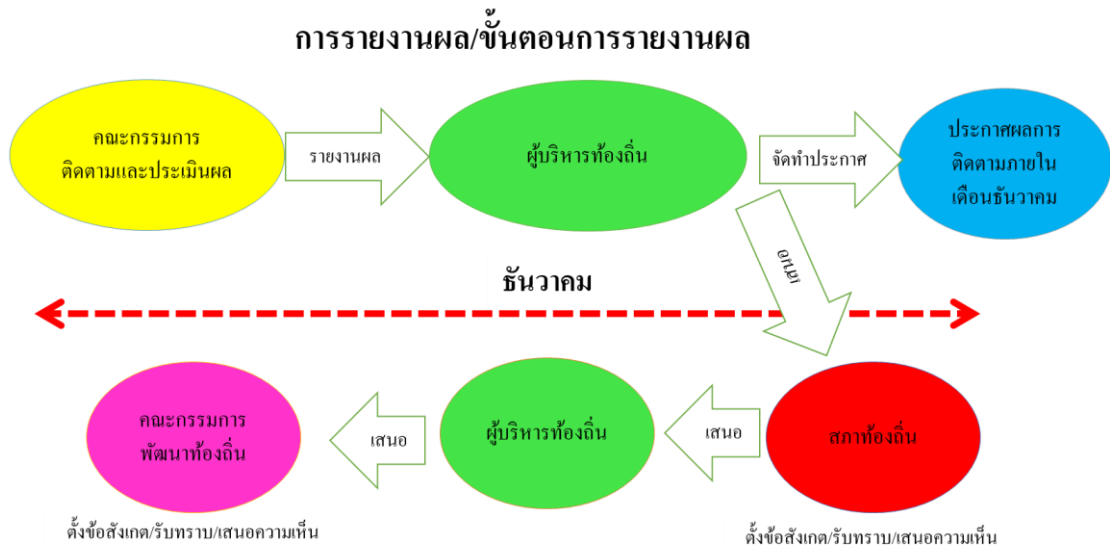 การรายงานผล/ขั้นตอนการรายงานผล
คณะกรรมการ
ติดตามและประเมินผล
รายงานผล
ผู้บริหารท้องถิ่น
จัดทำประกาศ
ประกาศผลการ
ติดตามภายใน
เดือนธันวาคม
เสนอ
ธันวาคม
คณะกรรมการ
พัฒนาท้องถิ่น
เสนอ
ผู้บริหารท้องถิ่น
เสนอ
สภาท้องถิ่น
ตั้งข้อสังเกต/รับทราบ/เสนอความเห็น
ตั้งข้อสังเกต/รับทราบ/เสนอความเห็น